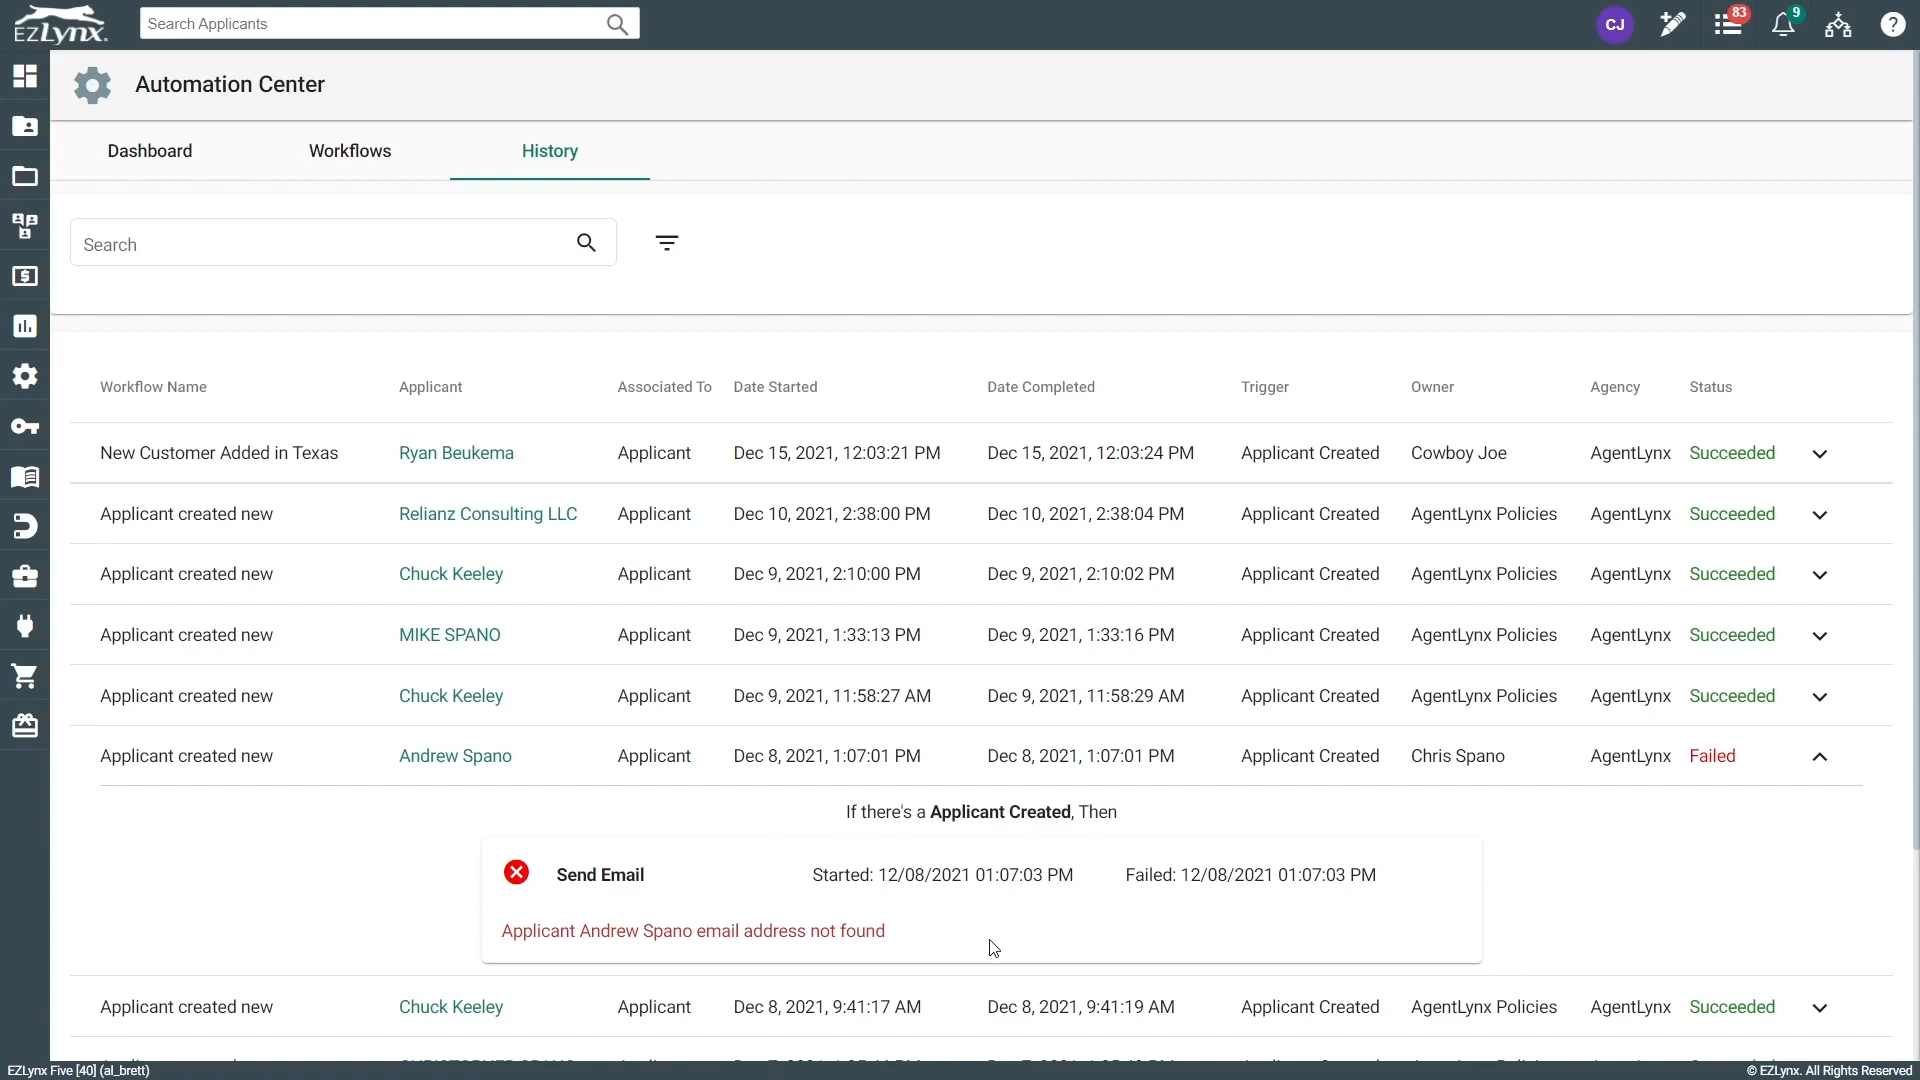 EZLynx
Search Applicants
CJ
83
9
?
Automation Center
Dashboard Workflows History
Search
Workflow Name Applicant Associated To Date Started Date Completed Trigger Owner Agency Status
New Customer Added in Texas Ryan Beukema Applicant Dec 15, 2021, 12:03:21 PM Dec 15, 2021, 12:03:24 PM Applicant Created Cowboy Joe AgentLynx Succeeded
Applicant created new Relianz Consulting LLC Applicant Dec 10, 2021, 2:38:00 PM Dec 10, 2021, 2:38:04 PM Applicant Created AgentLynx Policies AgentLynx Succeeded
Applicant created new Chuck Keeley Applicant Dec 9, 2021, 2:10:00 PM Dec 9, 2021, 2:10:02 PM Applicant Created AgentLynx Policies AgentLynx Succeeded
Applicant created new MIKE SPANO Applicant Dec 9, 2021, 1:33:13 PM Dec 9, 2021, 1:33:16 PM Applicant Created AgentLynx Policies AgentLynx Succeeded
Applicant created new Chuck Keeley Applicant Dec 9, 2021, 11:58:27 AM Dec 9, 2021, 11:58:29 AM Applicant Created AgentLynx Policies AgentLynx Succeeded
Applicant created new Andrew Spano Applicant Dec 8, 2021, 1:07:01 PM Dec 8, 2021, 1:07:01 PM Applicant Created Chris Spano AgentLynx Failed
If there's a Applicant Created, Then
Send Email Started: 12/08/2021 01:07:03 PM Failed: 12/08/2021 01:07:03 PM
Applicant Andrew Spano email address not found
Applicant created new Chuck Keeley Applicant Dec 8, 2021, 9:41:17 AM Dec 8, 2021, 9:41:19 AM Applicant Created AgentLynx Policies AgentLynx Succeeded
EZLynx Five [40] (al_brett) © EZLynx. All Rights Reserved